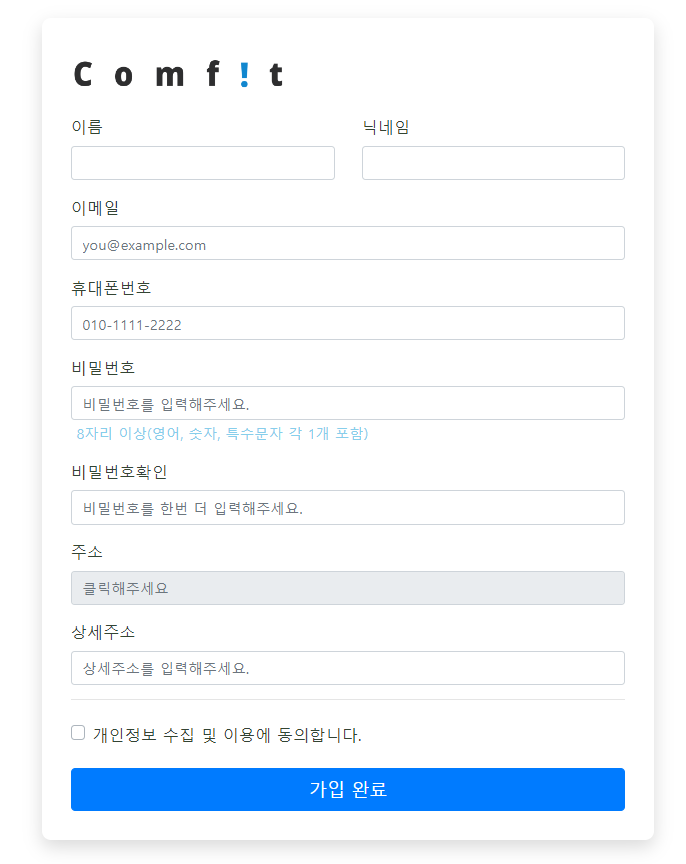 Comf!t
이름
닉네임
이메일
you@example.com
휴대폰번호
010-1111-2222
비밀번호
비밀번호를 입력해주세요.
8자리 이상(영어, 숫자, 특수문자 각 1개 포함)
비밀번호확인
비밀번호를 한번 더 입력해주세요.
주소
클릭해주세요
상세주소
상세주소를 입력해주세요.
개인정보 수집 및 이용에 동의합니다.
가입 완료